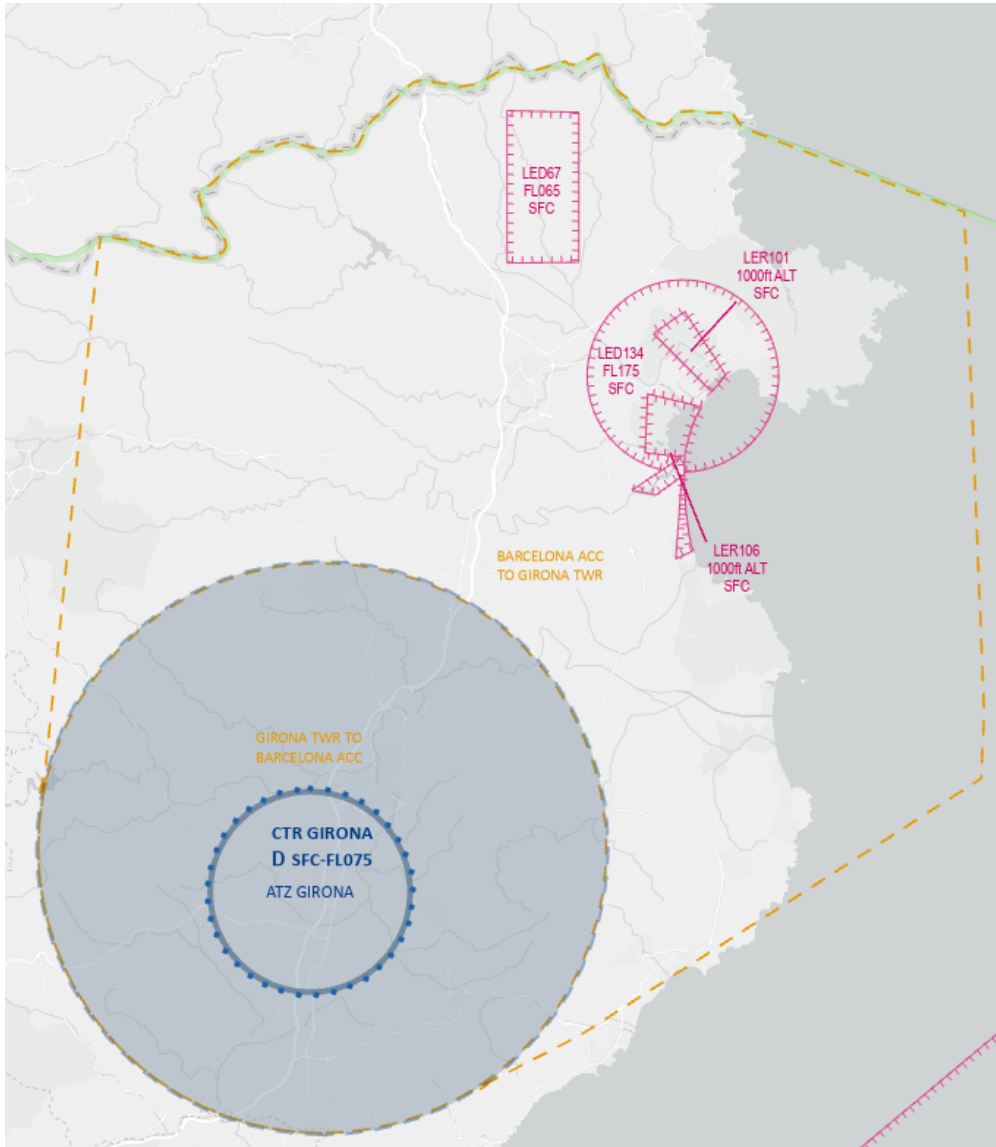 LED67
FL065
SFC
LER101
1000ft ALT
SFC
LED134
FL175
SFC
BARCELONA ACC
TO GIRONA TWR
LER106
1000ft ALT
SFC
GIRONA TWR TO
BARCELONA ACC
CTR GIRONA
D SFC-FL075
ATZ GIRONA